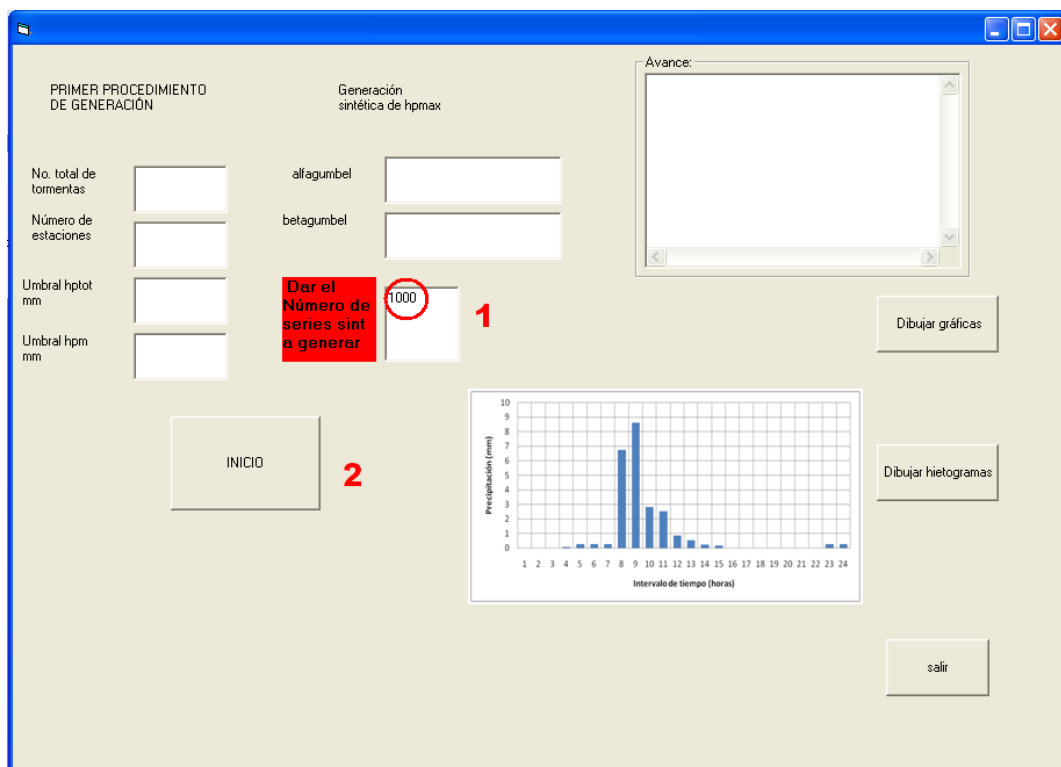 PRIMER PROCEDIMIENTO
DE GENERACIÓN
Generación
sintética de hpmax
Avance:
No. total de
tormentas
alfagumbel
Número de
estaciones
betagumbel
Umbral hptot
mm
Dar el
Número de
series sint
a generar
1000
1
Umbral hpm
mm
Dibujar gráficas
INICIO
2
Precipitación (mm)
10
9
8
7
6
5
4
3
2
1
0
1 2 3 4 5 6 7 8 9 10 11 12 13 14 15 16 17 18 19 20 21 22 23 24
Intervalo de tiempo (horas)
Dibujar hietogramas
salir